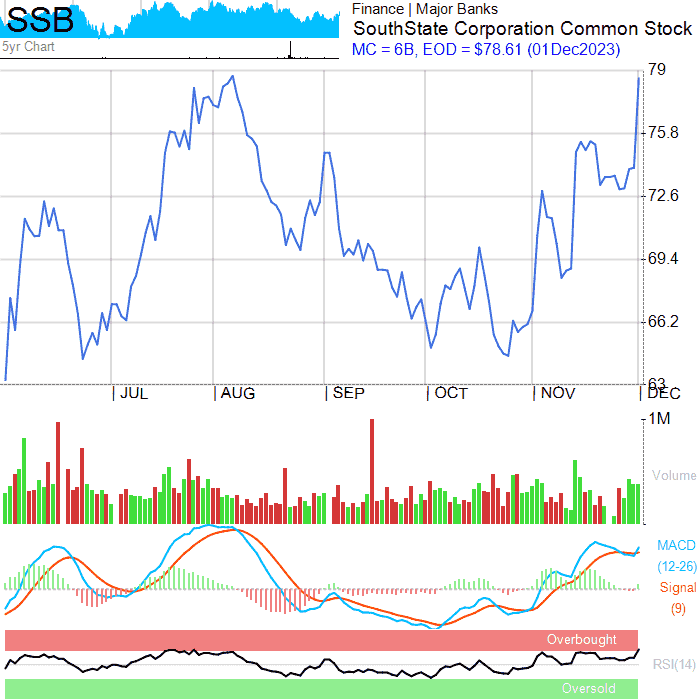 SSB
Finance | Major Banks
SouthState Corporation Common Stock
5yr Chart
MC = 6B, EOD = $78.61 (01Dec2023)
79
75.8
72.6
69.4
66.2
63
| JUL | AUG | SEP | OCT | NOV | DEC
1M
Volume
MACD
(12-26)
Signal
(9)
Overbought
RSI(14)
Oversold